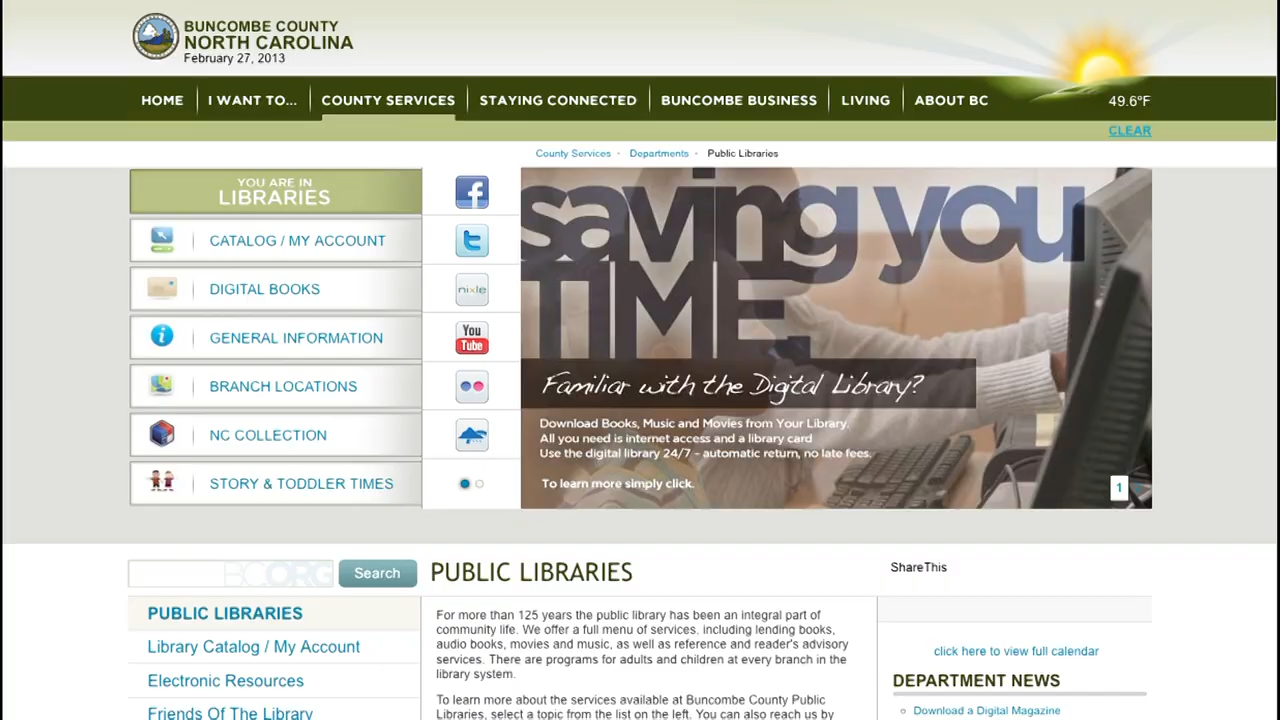 BUNCOMBE COUNTY
NORTH CAROLINA
February 27, 2013
HOME
I WANT TO...
COUNTY SERVICES
STAYING CONNECTED
BUNCOMBE BUSINESS
LIVING
ABOUT BC
49.6°F
CLEAR
County Services
Departments
Public Libraries
YOU ARE IN
LIBRARIES
CATALOG / MY ACCOUNT
DIGITAL BOOKS
GENERAL INFORMATION
BRANCH LOCATIONS
NC COLLECTION
STORY & TODDLER TIMES
f
t
nixle
You
Tube
saving you
TIME
Familiar with the Digital Library?
Download Books, Music and Movies from Your Library.
All you need is internet access and a library card
Use the digital library 24/7 - automatic return, no late fees.
To learn more simply click.
1
BCORG
Search
PUBLIC LIBRARIES
Library Catalog / My Account
Electronic Resources
Friends Of The Library
PUBLIC LIBRARIES
For more than 125 years the public library has been an integral part of
community life. We offer a full menu of services, including lending books,
audio books, movies and music, as well as reference and reader's advisory
services. There are programs for adults and children at every branch in the
library system.
To learn more about the services available at Buncombe County Public
Libraries, select a topic from the list on the left. You can also reach us by
ShareThis
click here to view full calendar
DEPARTMENT NEWS
Download a Digital Magazine